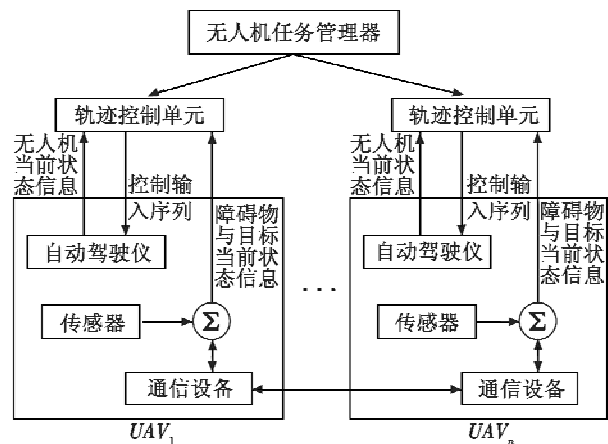 无人机任务管理器
轨迹控制单元
轨迹控制单元
无人机
当前状
态信息
控制输
入序列
障碍物
与目标
当前状
态信息
自动驾驶仪
传感器
Σ
通信设备
UAV₁
...
无人机
当前状
态信息
控制输
入序列
障碍物
与目标
当前状
态信息
自动驾驶仪
传感器
Σ
通信设备
UAVₙ